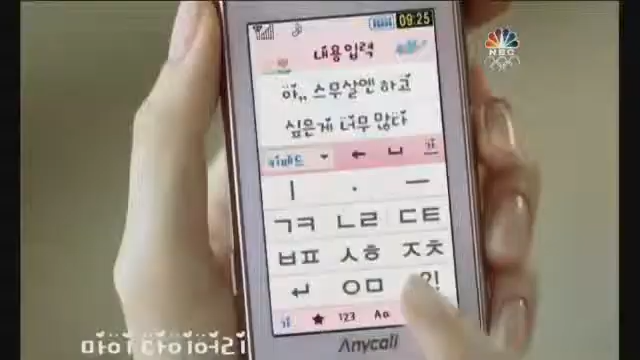 09:25
NBC
내용입력
아,, 스무살엔 하고
싶은게 너무 많다
ㅣ · ㅡ
ㄱㅋ ㄴㄹ ㄷㅌ
ㅂㅍ ㅅㅎ ㅈㅊ
↵ ㅇㅁ ?!
가 ★ 123 Aa
Anycall
마이 다이어리